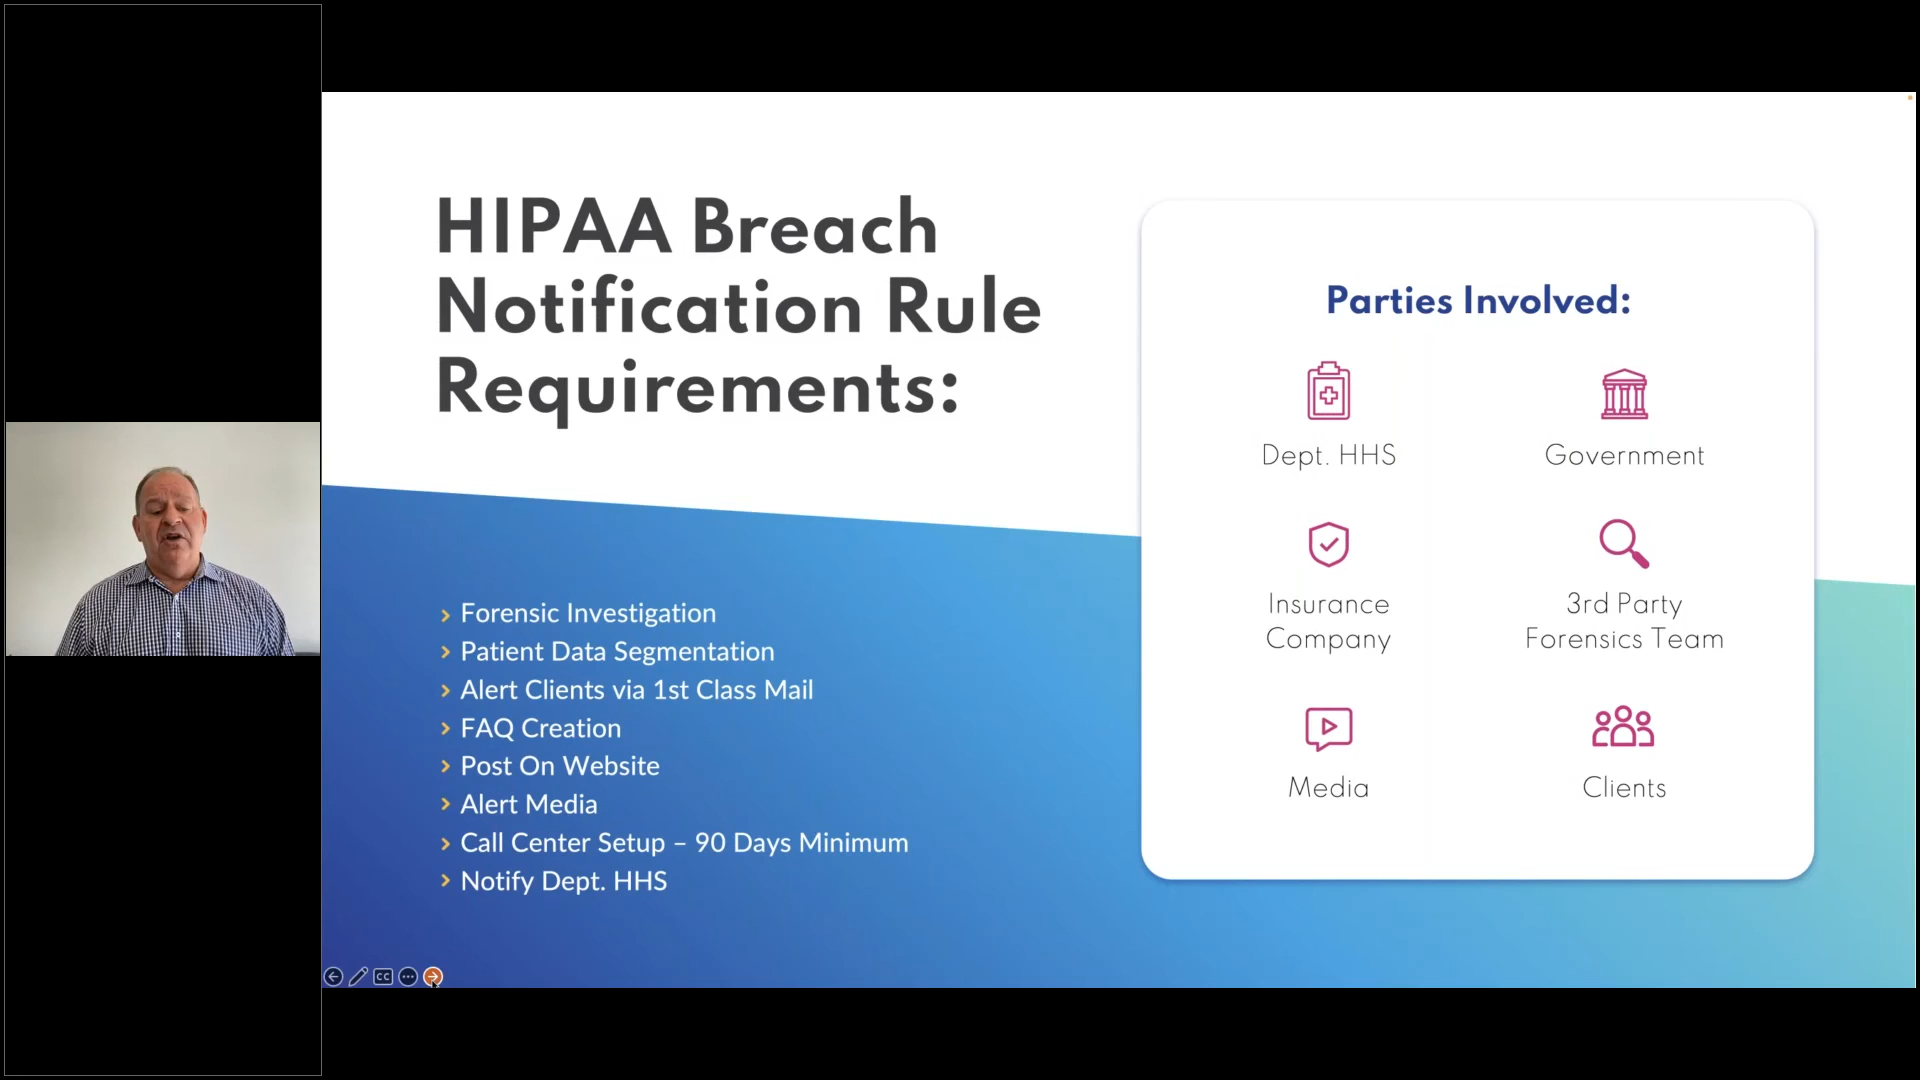 HIPAA Breach
Notification Rule
Requirements:
› Forensic Investigation
› Patient Data Segmentation
› Alert Clients via 1st Class Mail
› FAQ Creation
› Post On Website
› Alert Media
› Call Center Setup – 90 Days Minimum
› Notify Dept. HHS
Parties Involved:
Dept. HHS
Government
Insurance
Company
3rd Party
Forensics Team
Media
Clients
CC